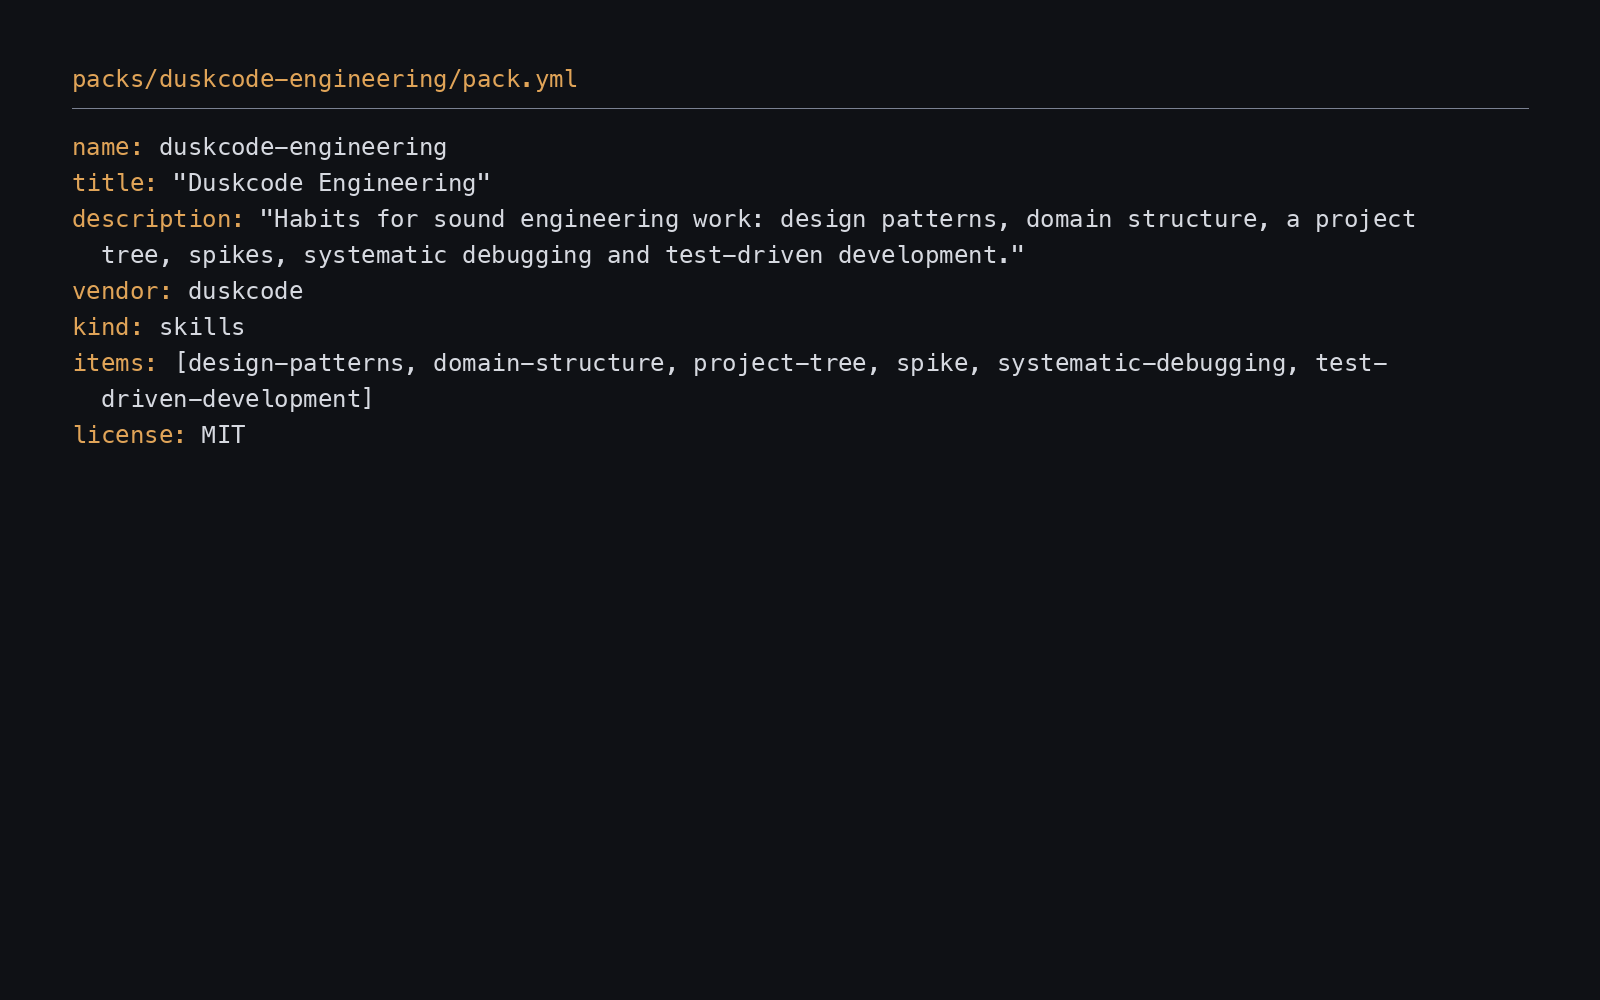 packs/duskcode-engineering/pack.yml
name: duskcode-engineering
title: "Duskcode Engineering"
description: "Habits for sound engineering work: design patterns, domain structure, a project
  tree, spikes, systematic debugging and test-driven development."
vendor: duskcode
kind: skills
items: [design-patterns, domain-structure, project-tree, spike, systematic-debugging, test-
  driven-development]
license: MIT